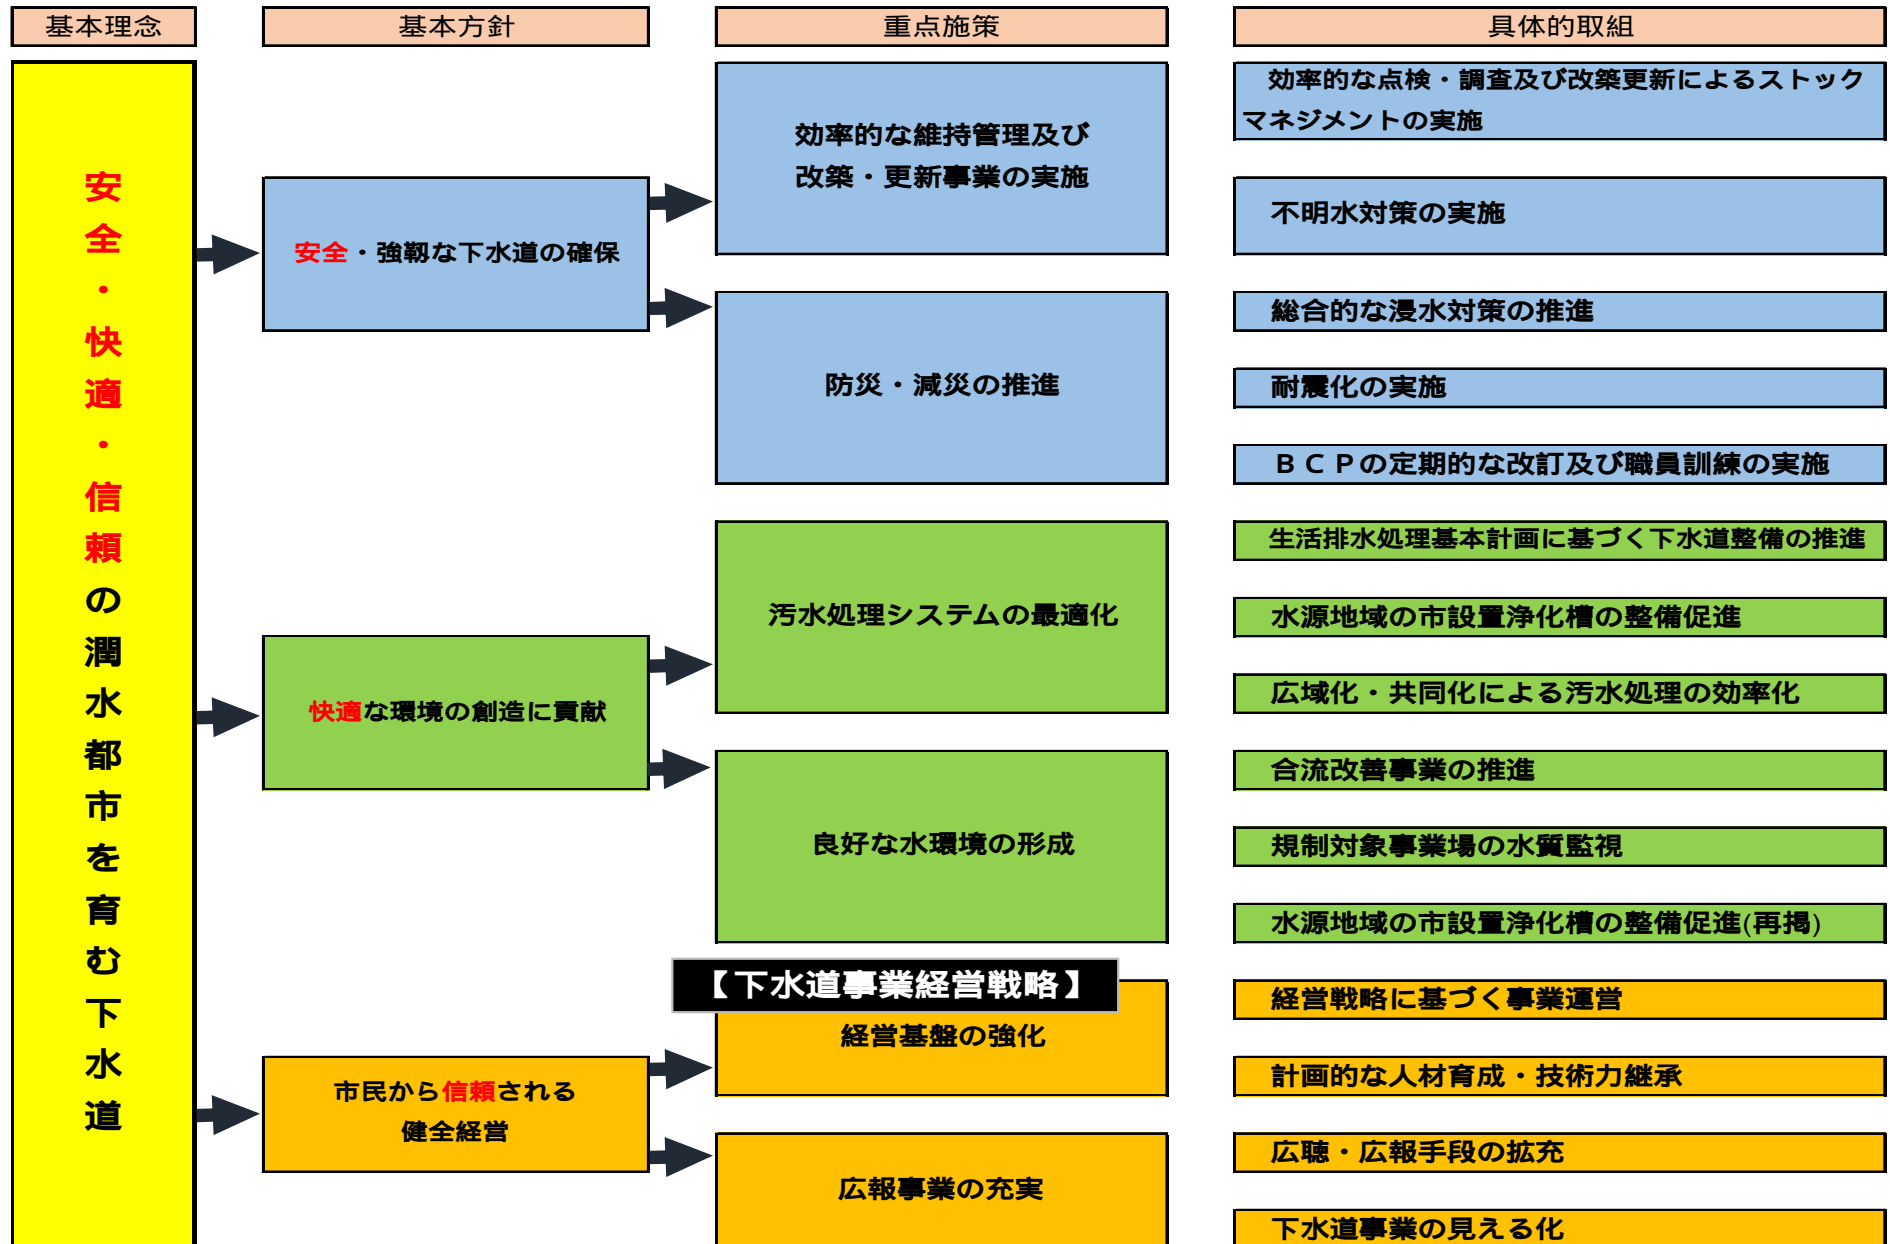 基本理念
基本方針
重点施策
具体的取組
安全・快適・信頼の潤水都市を育む下水道
安全・強靱な下水道の確保
効率的な維持管理及び
改築・更新事業の実施
効率的な点検・調査及び改築更新によるストック
マネジメントの実施
不明水対策の実施
防災・減災の推進
総合的な浸水対策の推進
耐震化の実施
ＢＣＰの定期的な改訂及び職員訓練の実施
快適な環境の創造に貢献
汚水処理システムの最適化
生活排水処理基本計画に基づく下水道整備の推進
水源地域の市設置浄化槽の整備促進
広域化・共同化による汚水処理の効率化
良好な水環境の形成
合流改善事業の推進
規制対象事業場の水質監視
水源地域の市設置浄化槽の整備促進(再掲)
市民から信頼される
健全経営
【下水道事業経営戦略】
経営基盤の強化
経営戦略に基づく事業運営
計画的な人材育成・技術力継承
広報事業の充実
広聴・広報手段の拡充
下水道事業の見える化